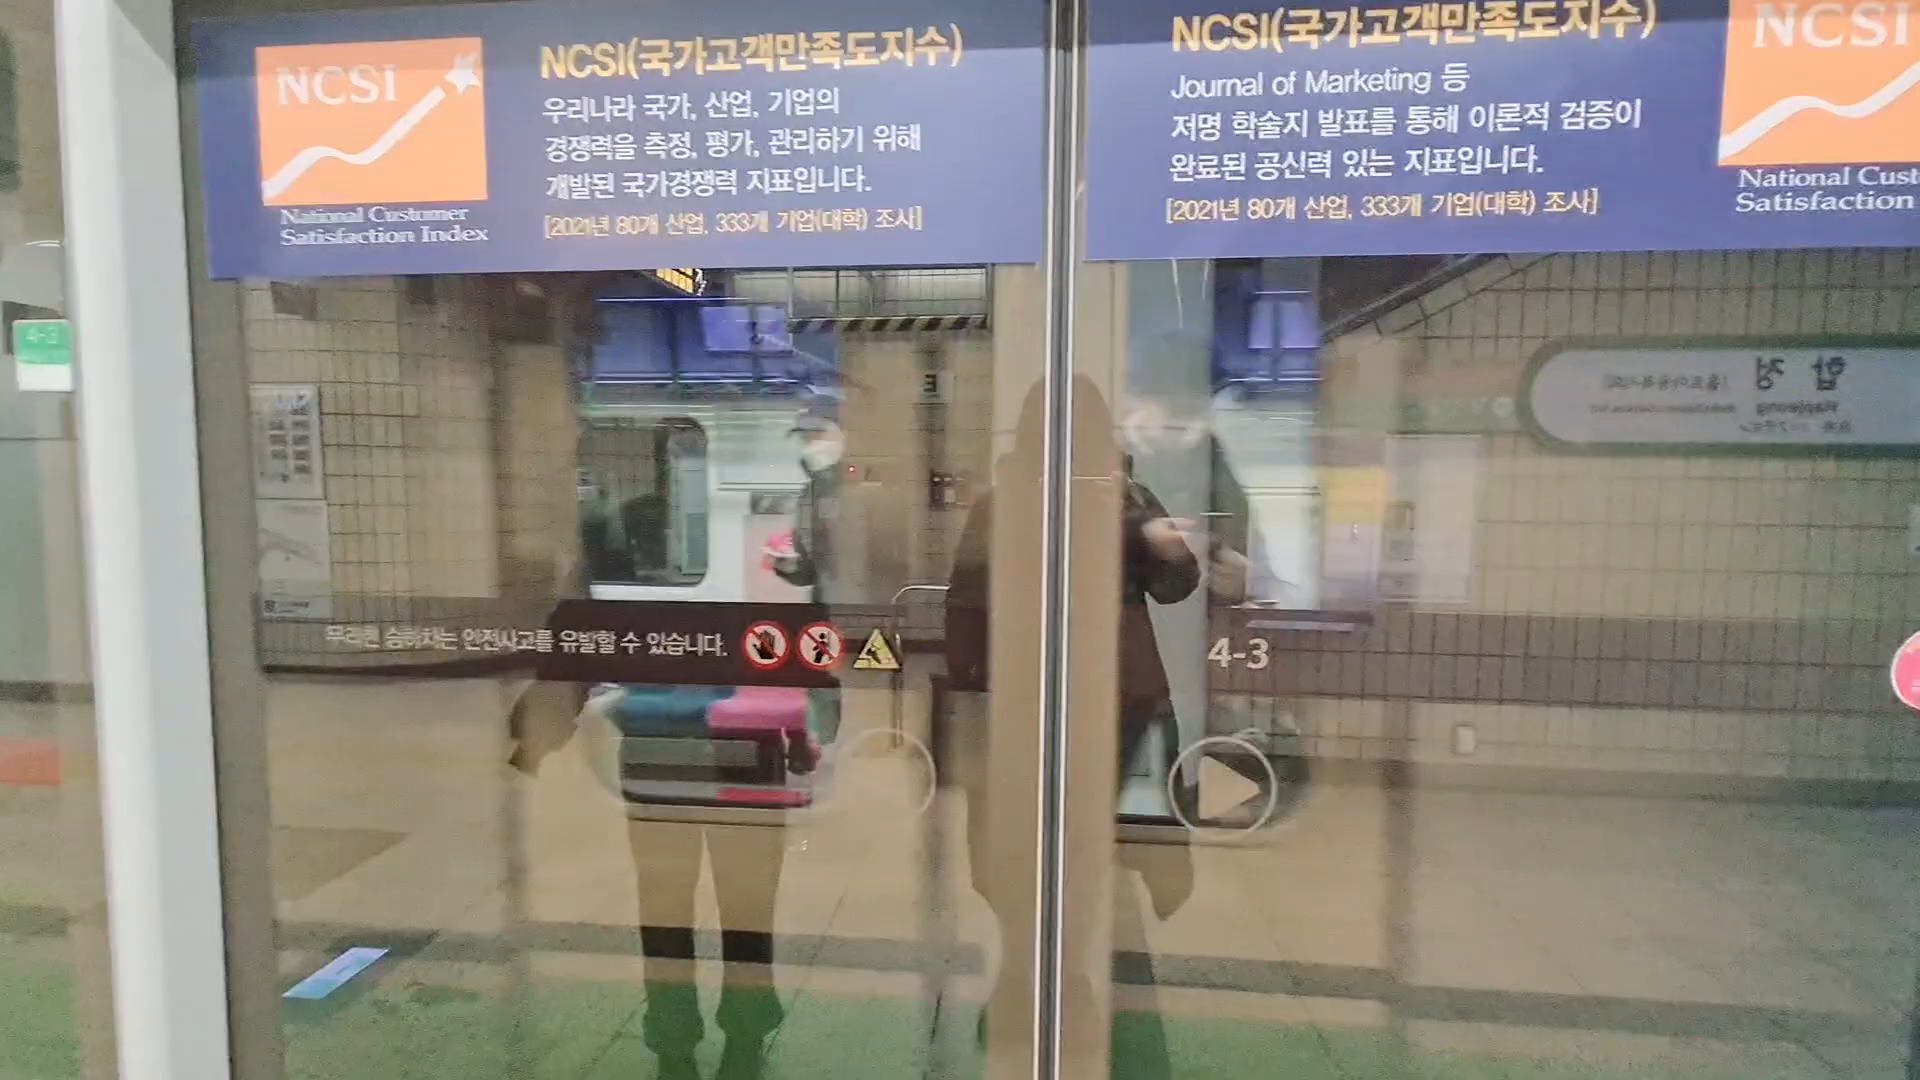 NCSI
National Customer
Satisfaction Index
NCSI(국가고객만족도지수)
우리나라 국가, 산업, 기업의
경쟁력을 측정, 평가, 관리하기 위해
개발된 국가경쟁력 지표입니다.
[2021년 80개 산업, 333개 기업(대학) 조사]
NCSI(국가고객만족도지수)
Journal of Marketing 등
저명 학술지 발표를 통해 이론적 검증이
완료된 공신력 있는 지표입니다.
[2021년 80개 산업, 333개 기업(대학) 조사]
NCSI
National Cust
Satisfaction
4-3
합정
Hapjeong
무리한 승하차는 안전사고를 유발할 수 있습니다.
4-3